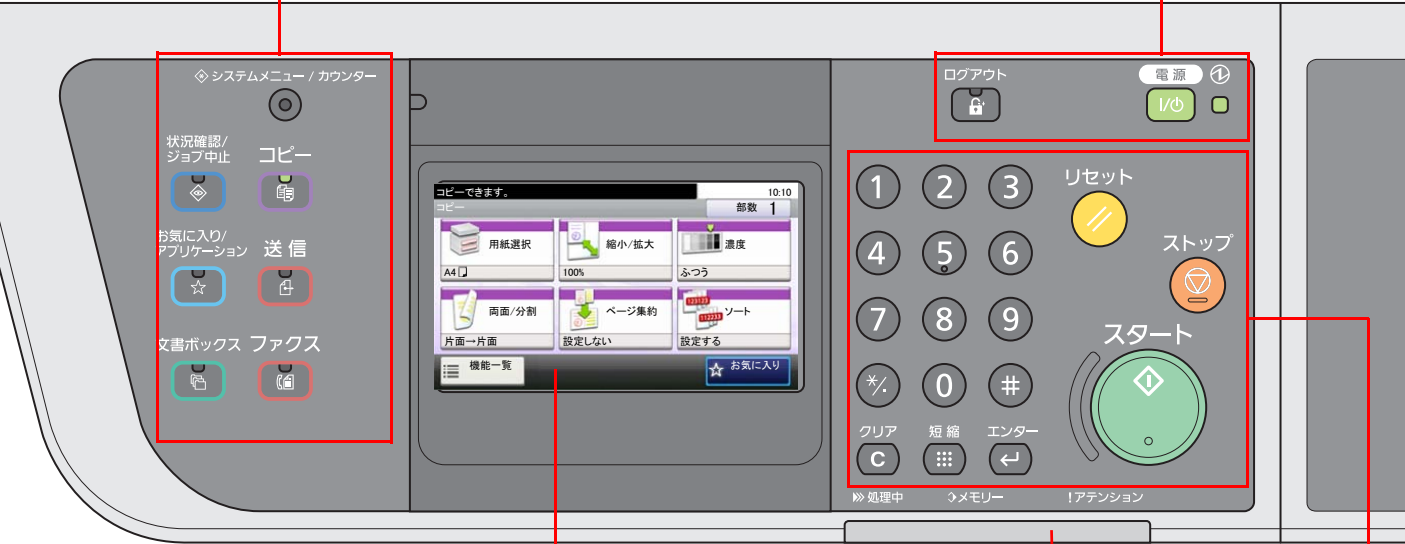 システムメニュー / カウンター
状況確認/
ジョブ中止
コピー
お気に入り/
アプリケーション
送信
文書ボックス
ファクス
コピーできます。
10:10
コピー
部数 1
用紙選択
A4
縮小/拡大
100%
濃度
ふつう
両面/分割
片面→片面
ページ集約
設定しない
123123
112233
ソート
設定する
機能一覧
☆ お気に入り
ログアウト
電源
I/⏻
1 2 3
リセット
4 5 6
ストップ
7 8 9
スタート
*/. 0 #
クリア 短縮 エンター
C
処理中
メモリー
!アテンション